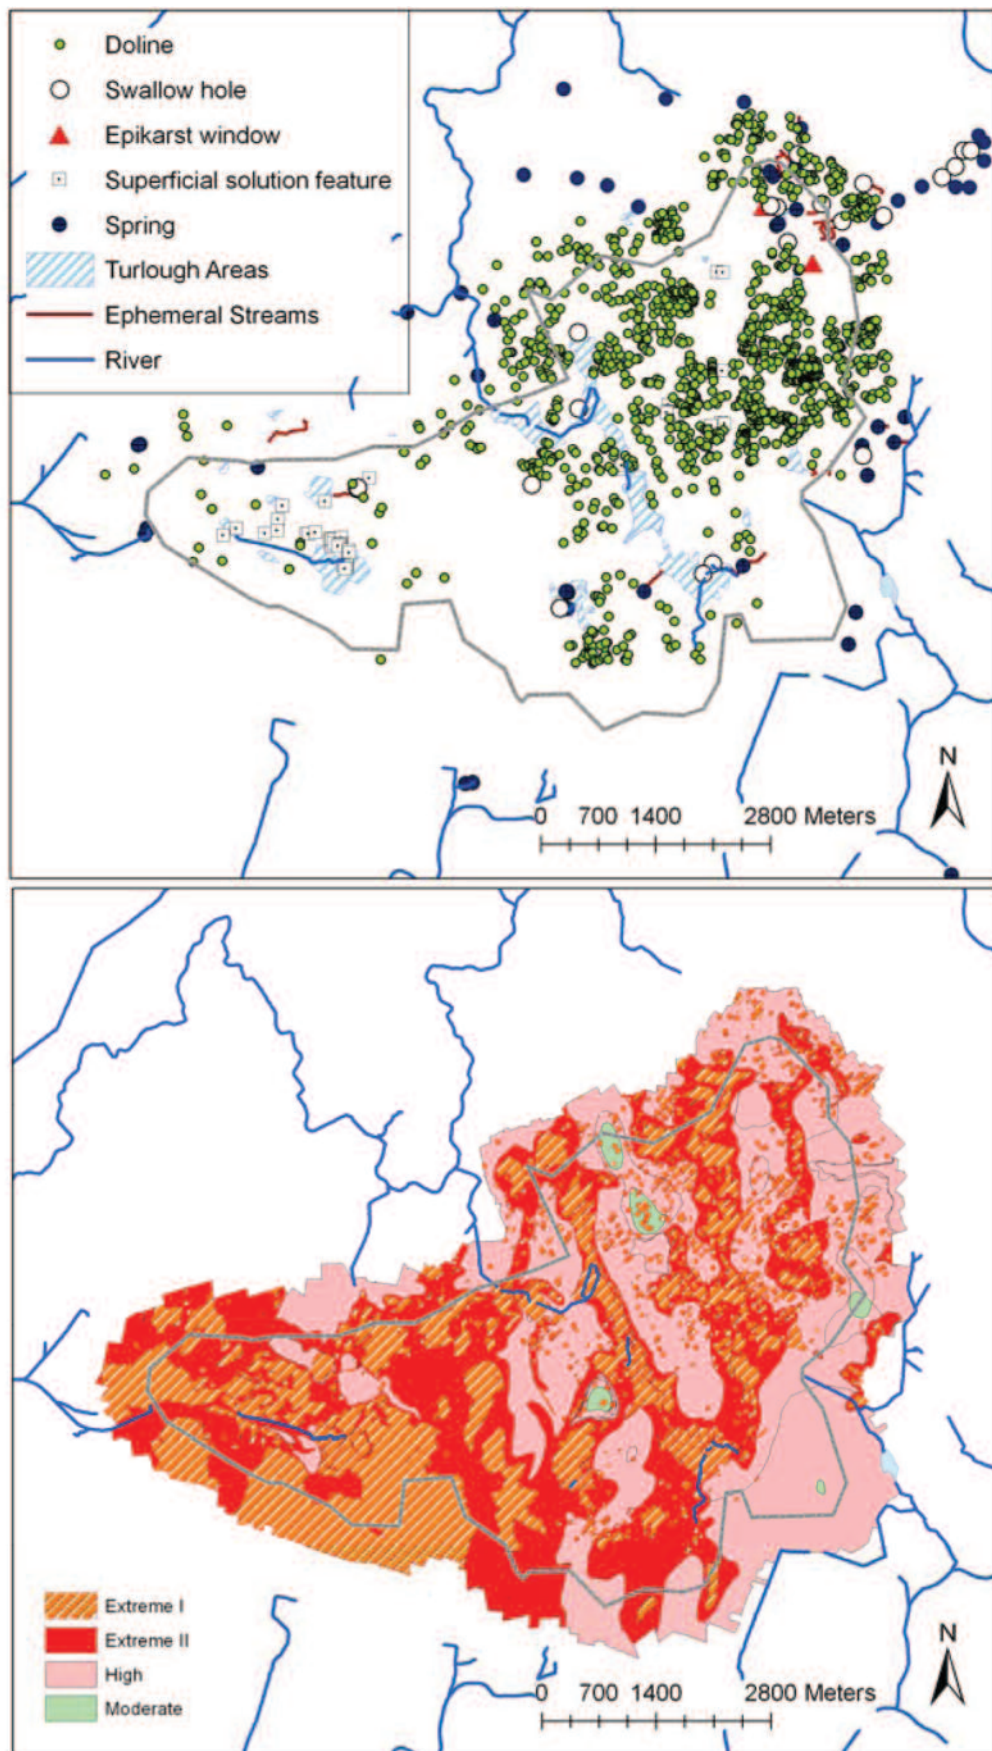 Doline
Swallow hole
Epikarst window
Superficial solution feature
Spring
Turlough Areas
Ephemeral Streams
River
N
0 700 1400 2800 Meters
Extreme I
Extreme II
High
Moderate
N
0 700 1400 2800 Meters